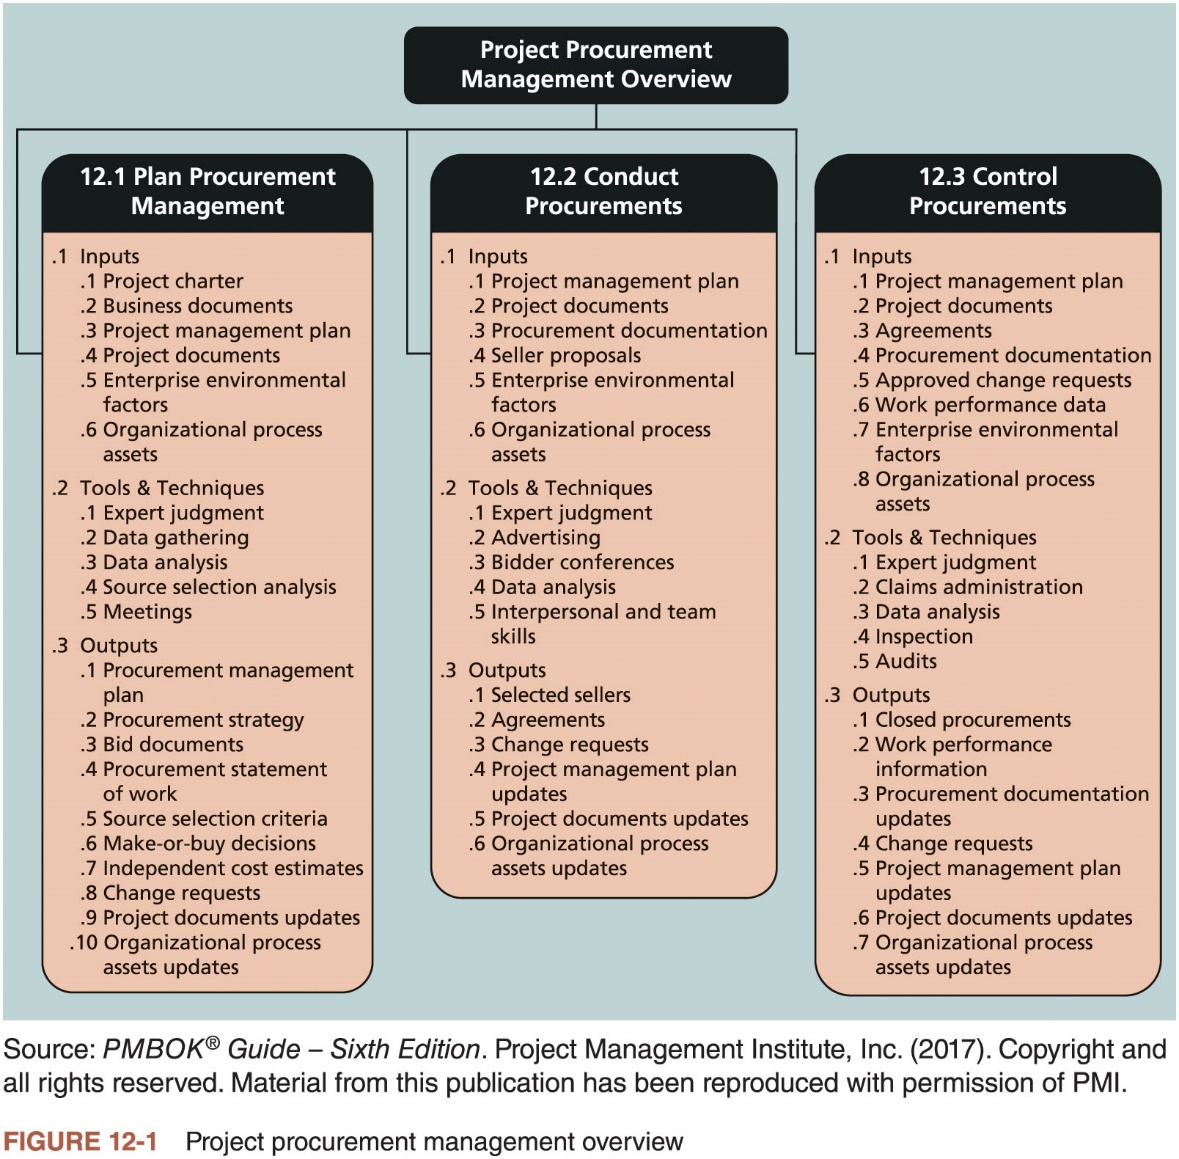 Project Procurement
Management Overview
12.1 Plan Procurement
Management
.1 Inputs
.1 Project charter
.2 Business documents
.3 Project management plan
.4 Project documents
.5 Enterprise environmental
factors
.6 Organizational process
assets
.2 Tools & Techniques
.1 Expert judgment
.2 Data gathering
.3 Data analysis
.4 Source selection analysis
.5 Meetings
.3 Outputs
.1 Procurement management
plan
.2 Procurement strategy
.3 Bid documents
.4 Procurement statement
of work
.5 Source selection criteria
.6 Make-or-buy decisions
.7 Independent cost estimates
.8 Change requests
.9 Project documents updates
.10 Organizational process
assets updates
12.2 Conduct
Procurements
.1 Inputs
.1 Project management plan
.2 Project documents
.3 Procurement documentation
.4 Seller proposals
.5 Enterprise environmental
factors
.6 Organizational process
assets
.2 Tools & Techniques
.1 Expert judgment
.2 Advertising
.3 Bidder conferences
.4 Data analysis
.5 Interpersonal and team
skills
.3 Outputs
.1 Selected sellers
.2 Agreements
.3 Change requests
.4 Project management plan
updates
.5 Project documents updates
.6 Organizational process
assets updates
12.3 Control
Procurements
.1 Inputs
.1 Project management plan
.2 Project documents
.3 Agreements
.4 Procurement documentation
.5 Approved change requests
.6 Work performance data
.7 Enterprise environmental
factors
.8 Organizational process
assets
.2 Tools & Techniques
.1 Expert judgment
.2 Claims administration
.3 Data analysis
.4 Inspection
.5 Audits
.3 Outputs
.1 Closed procurements
.2 Work performance
information
.3 Procurement documentation
updates
.4 Change requests
.5 Project management plan
updates
.6 Project documents updates
.7 Organizational process
assets updates
Source: PMBOK® Guide – Sixth Edition. Project Management Institute, Inc. (2017). Copyright and
all rights reserved. Material from this publication has been reproduced with permission of PMI.
FIGURE 12-1 Project procurement management overview